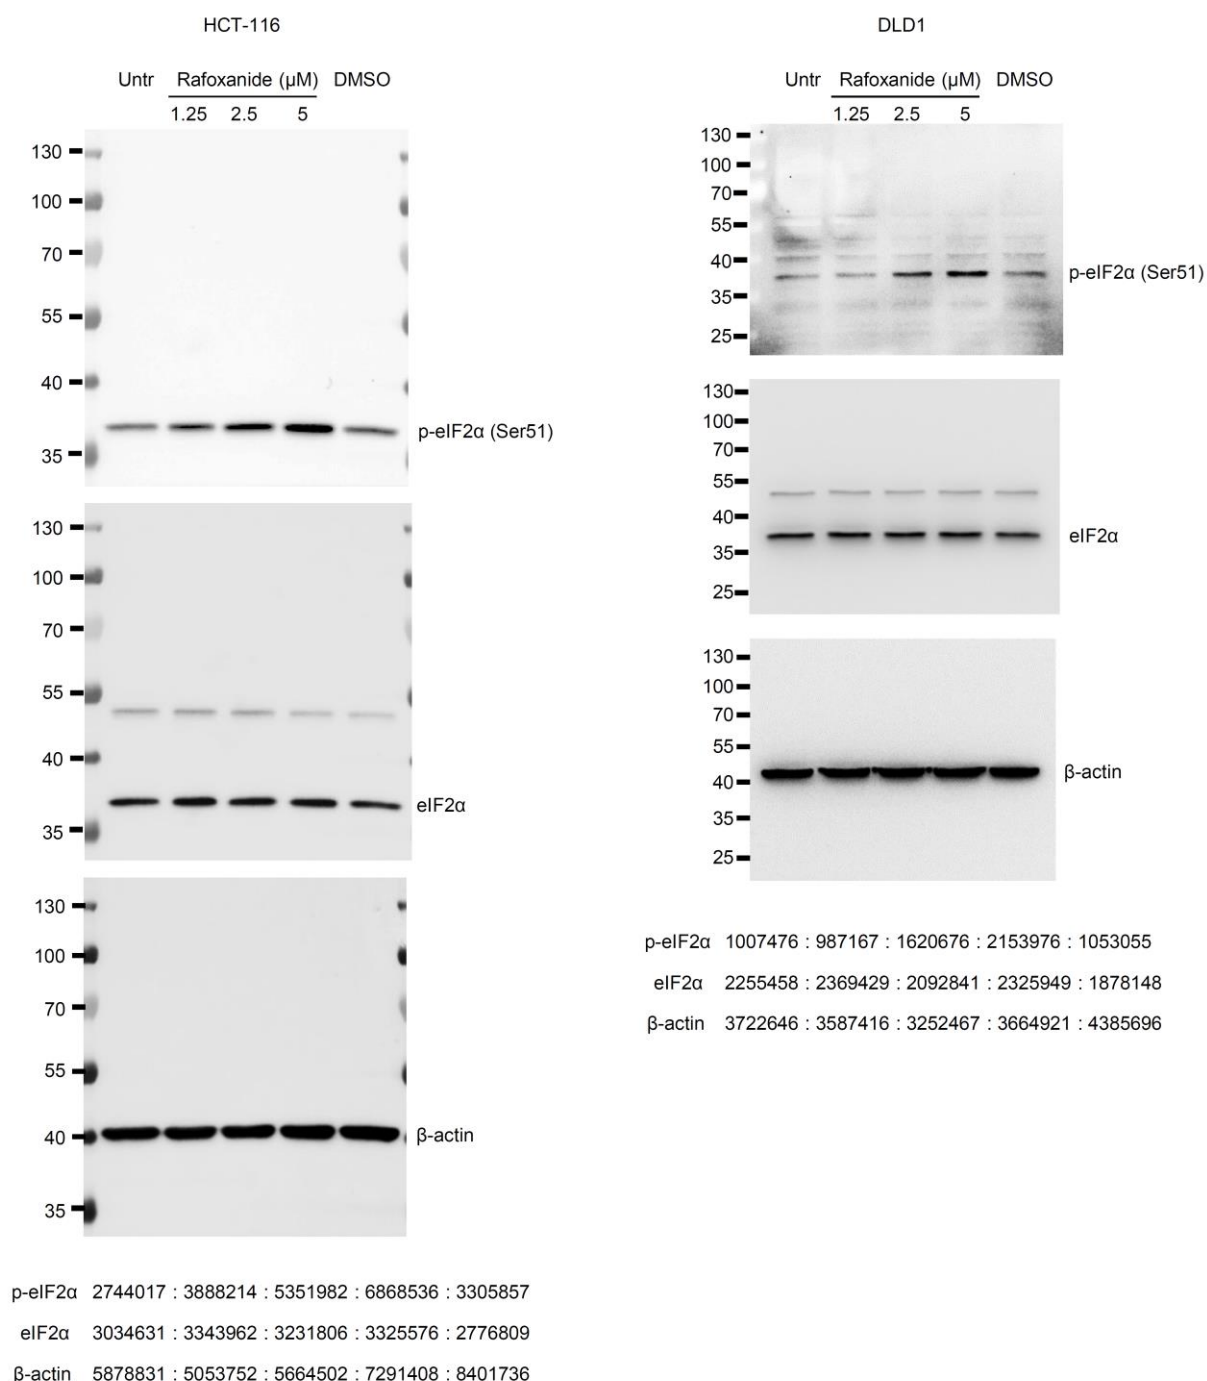 HCT-116
Untr Rafoxanide (µM) DMSO
1.25 2.5 5
130
100
70
55
40
p-eIF2α (Ser51)
35
130
100
70
55
40
eIF2α
35
130
100
70
55
40
β-actin
35
p-eIF2α 2744017 : 3888214 : 5351982 : 6868536 : 3305857
eIF2α 3034631 : 3343962 : 3231806 : 3325576 : 2776809
β-actin 5878831 : 5053752 : 5664502 : 7291408 : 8401736
DLD1
Untr Rafoxanide (µM) DMSO
1.25 2.5 5
130
100
70
55
40
p-eIF2α (Ser51)
35
25
130
100
70
55
40
eIF2α
35
25
130
100
70
55
β-actin
40
35
25
p-eIF2α 1007476 : 987167 : 1620676 : 2153976 : 1053055
eIF2α 2255458 : 2369429 : 2092841 : 2325949 : 1878148
β-actin 3722646 : 3587416 : 3252467 : 3664921 : 4385696